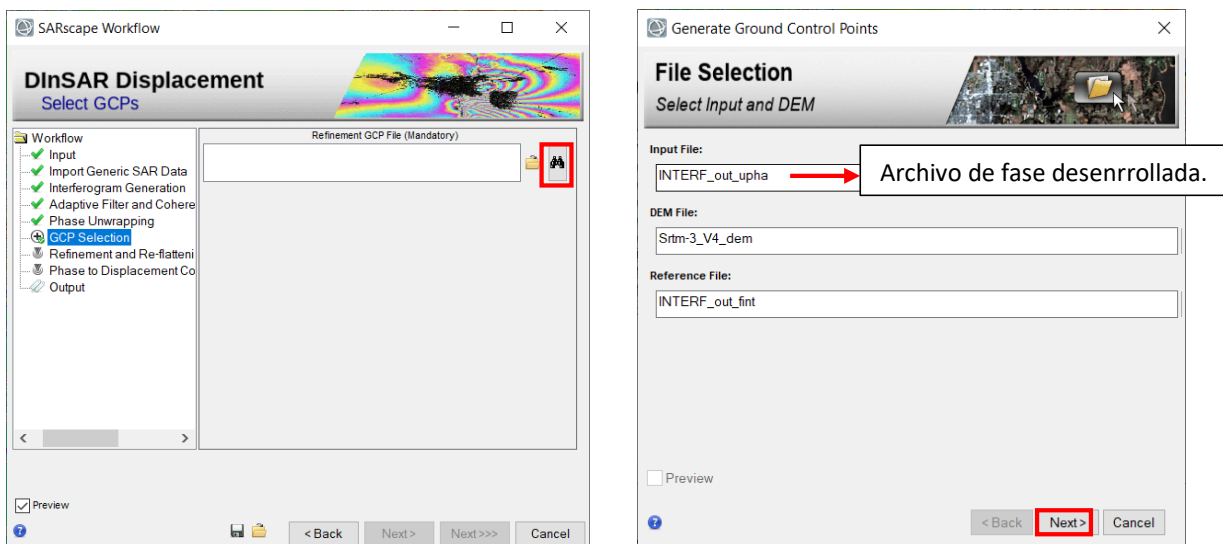 SARscape Workflow
DInSAR Displacement
Select GCPs
Workflow
Input
Import Generic SAR Data
Interferogram Generation
Adaptive Filter and Cohere
Phase Unwrapping
GCP Selection
Refinement and Re-flatteni
Phase to Displacement Co
Output
Refinement GCP File (Mandatory)
Preview
< Back
Next >
Next >>>
Cancel
Generate Ground Control Points
File Selection
Select Input and DEM
Input File:
INTERF_out_upha
Archivo de fase desenrrollada.
DEM File:
Srtm-3_V4_dem
Reference File:
INTERF_out_fint
Preview
< Back
Next >
Cancel